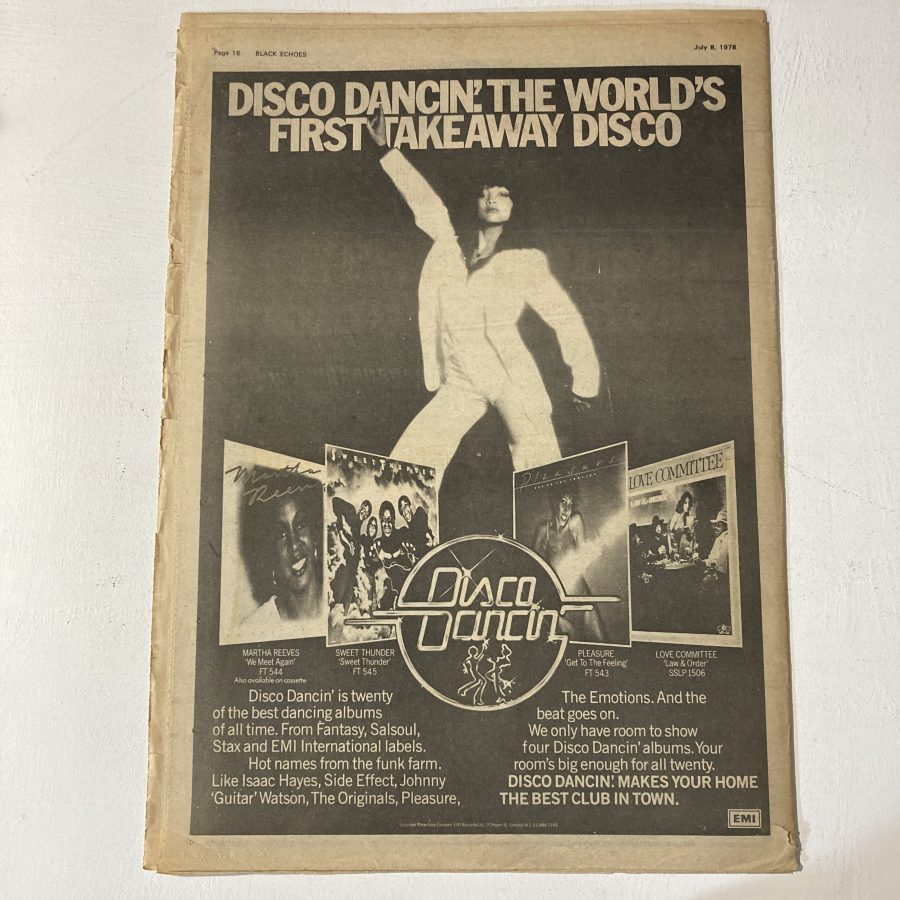 Page 16 BLACK ECHOES
July 8, 1978
DISCO DANCIN'. THE WORLD'S
FIRST TAKEAWAY DISCO
Martha
Reeves
SWEET THUNDER
Pleasure
LOVE COMMITTEE
Disco
Dancin'
MARTHA REEVES
'We Meet Again'
FT 544
Also available on cassette
SWEET THUNDER
'Sweet Thunder'
FT 545
PLEASURE
'Get To The Feeling'
FT 543
LOVE COMMITTEE
'Law & Order'
SSLP 1506
Disco Dancin' is twenty
of the best dancing albums
of all time. From Fantasy, Salsoul,
Stax and EMI International labels.
Hot names from the funk farm.
Like Isaac Hayes, Side Effect, Johnny
'Guitar' Watson, The Originals, Pleasure,
The Emotions. And the
beat goes on.
We only have room to show
four Disco Dancin' albums. Your
room's big enough for all twenty.
DISCO DANCIN'. MAKES YOUR HOME
THE BEST CLUB IN TOWN.
EMI